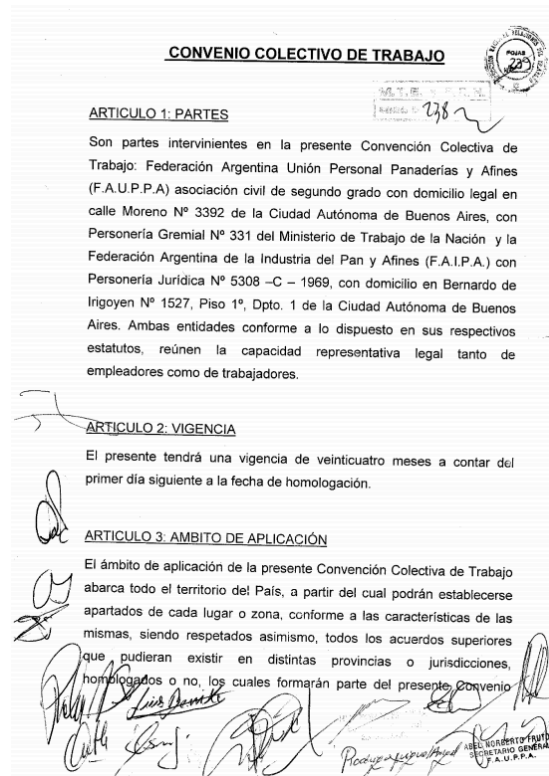 CONVENIO COLECTIVO DE TRABAJO
FOJAS
239
238
ARTICULO 1: PARTES
Son partes intervinientes en la presente Convención Colectiva de
Trabajo: Federación Argentina Unión Personal Panaderías y Afines
(F.A.U.P.P.A) asociación civil de segundo grado con domicilio legal en
calle Moreno Nº 3392 de la Ciudad Autónoma de Buenos Aires, con
Personería Gremial Nº 331 del Ministerio de Trabajo de la Nación y la
Federación Argentina de la Industria del Pan y Afines (F.A.I.P.A.) con
Personería Jurídica Nº 5308 –C – 1969, con domicilio en Bernardo de
Irigoyen Nº 1527, Piso 1º, Dpto. 1 de la Ciudad Autónoma de Buenos
Aires. Ambas entidades conforme a lo dispuesto en sus respectivos
estatutos, reúnen la capacidad representativa legal tanto de
empleadores como de trabajadores.
ARTICULO 2: VIGENCIA
El presente tendrá una vigencia de veinticuatro meses a contar del
primer día siguiente a la fecha de homologación.
ARTICULO 3: AMBITO DE APLICACIÓN
El ámbito de aplicación de la presente Convención Colectiva de Trabajo
abarca todo el territorio del País, a partir del cual podrán establecerse
apartados de cada lugar o zona, conforme a las características de las
mismas, siendo respetados asimismo, todos los acuerdos superiores
que pudieran existir en distintas provincias o jurisdicciones,
homologados o no, los cuales formarán parte del presente Convenio
ABEL NORBERTO FRUTO
SECRETARIO GENERAL
F.A.U.P.P.A.